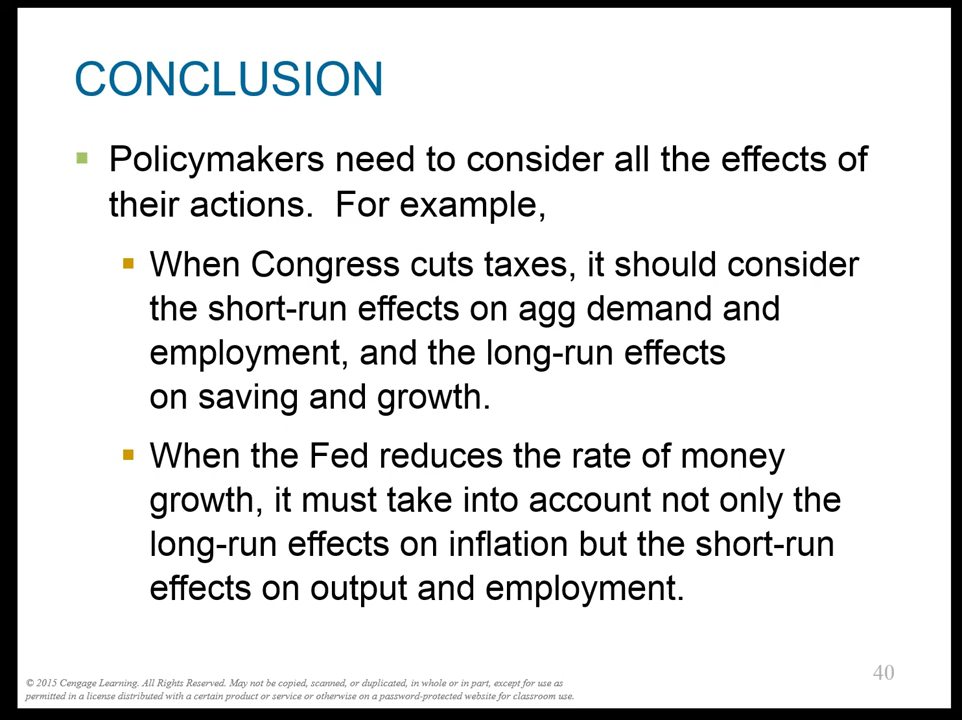 CONCLUSION
Policymakers need to consider all the effects of
their actions.  For example,
When Congress cuts taxes, it should consider
the short-run effects on agg demand and
employment, and the long-run effects
on saving and growth.
When the Fed reduces the rate of money
growth, it must take into account not only the
long-run effects on inflation but the short-run
effects on output and employment.
© 2015 Cengage Learning. All Rights Reserved. May not be copied, scanned, or duplicated, in whole or in part, except for use as
permitted in a license distributed with a certain product or service or otherwise on a password-protected website for classroom use.
40